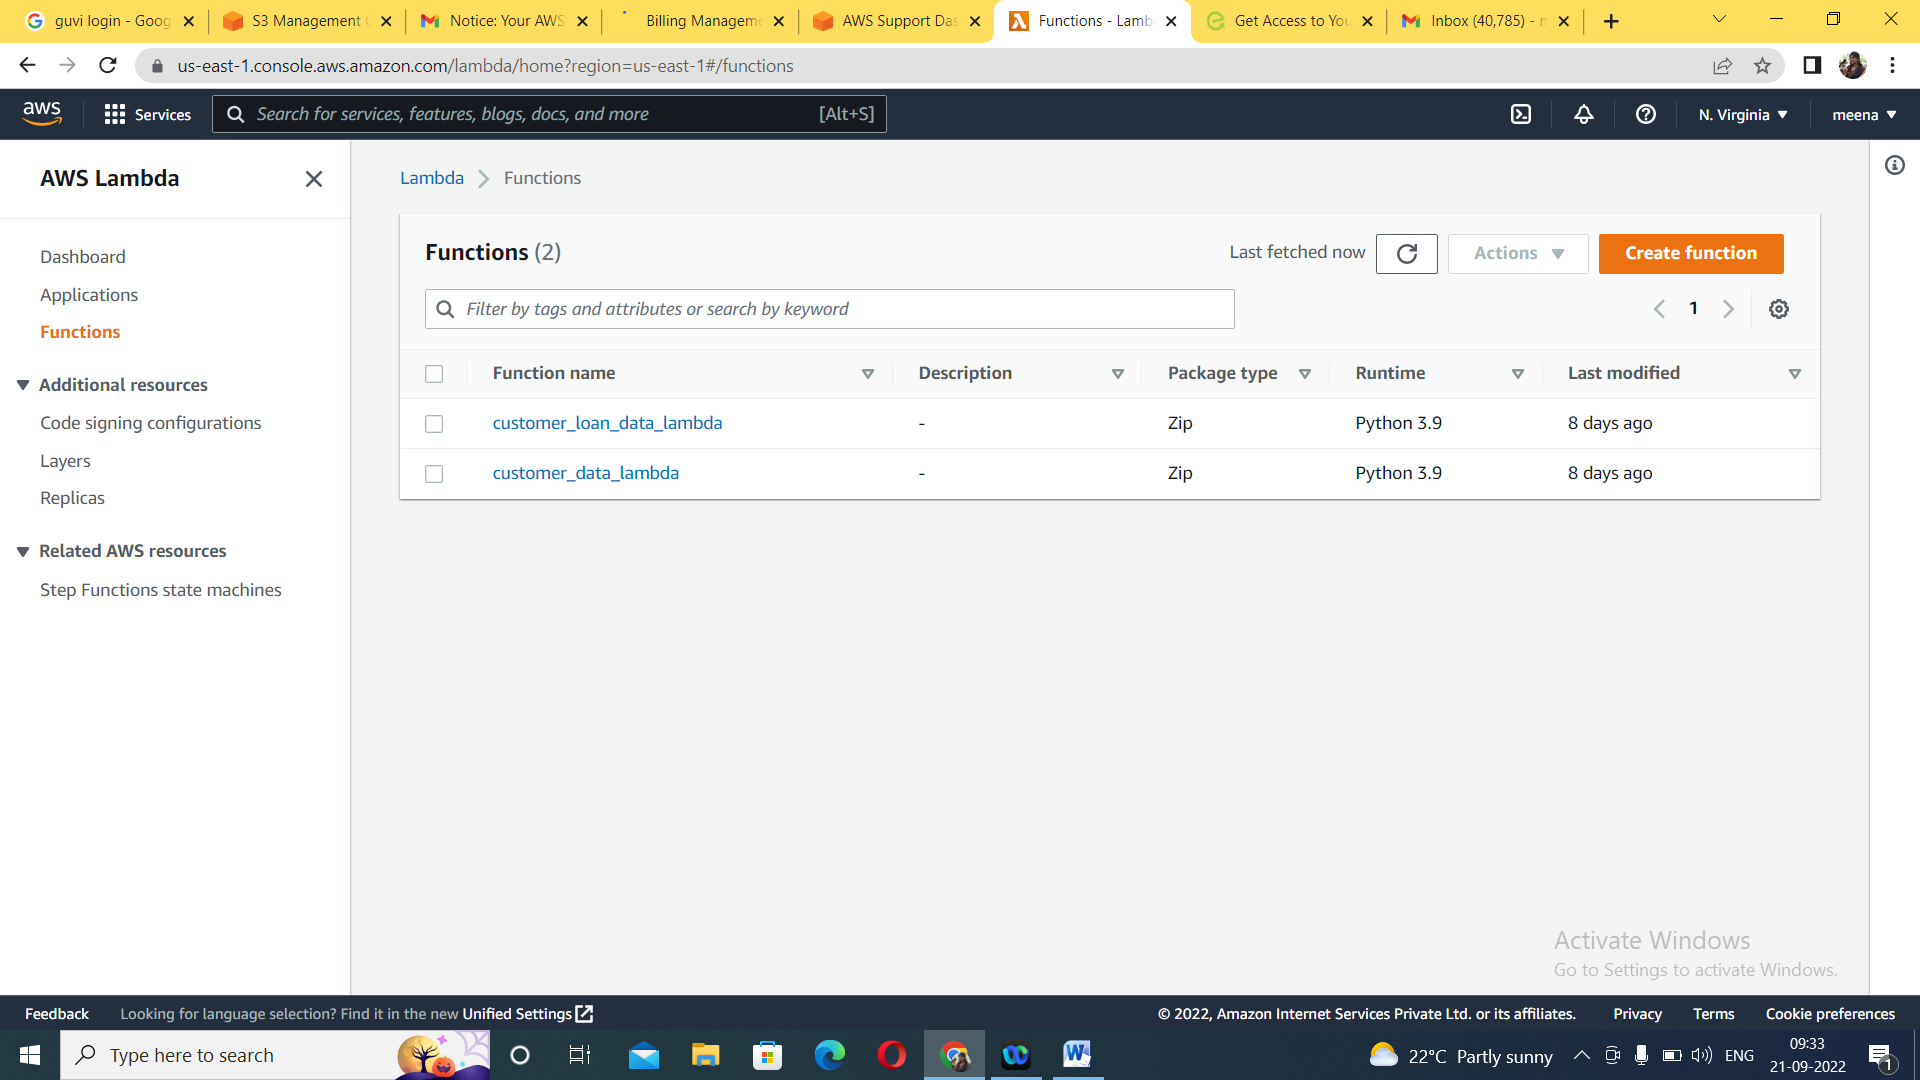 guvi login - Goog
S3 Management C
Notice: Your AWS
Billing Manageme
AWS Support Das
Functions - Lamb
Get Access to You
Inbox (40,785) - m
us-east-1.console.aws.amazon.com/lambda/home?region=us-east-1#/functions
aws
Services
Search for services, features, blogs, docs, and more
[Alt+S]
N. Virginia
meena
AWS Lambda
Dashboard
Applications
Functions
Additional resources
Code signing configurations
Layers
Replicas
Related AWS resources
Step Functions state machines
Lambda
Functions
Functions (2)
Last fetched now
Actions
Create function
Filter by tags and attributes or search by keyword
1
Function name
Description
Package type
Runtime
Last modified
customer_loan_data_lambda
-
Zip
Python 3.9
8 days ago
customer_data_lambda
-
Zip
Python 3.9
8 days ago
Activate Windows
Go to Settings to activate Windows.
Feedback
Looking for language selection? Find it in the new Unified Settings
© 2022, Amazon Internet Services Private Ltd. or its affiliates.
Privacy
Terms
Cookie preferences
Type here to search
22°C Partly sunny
ENG
09:33
21-09-2022
1